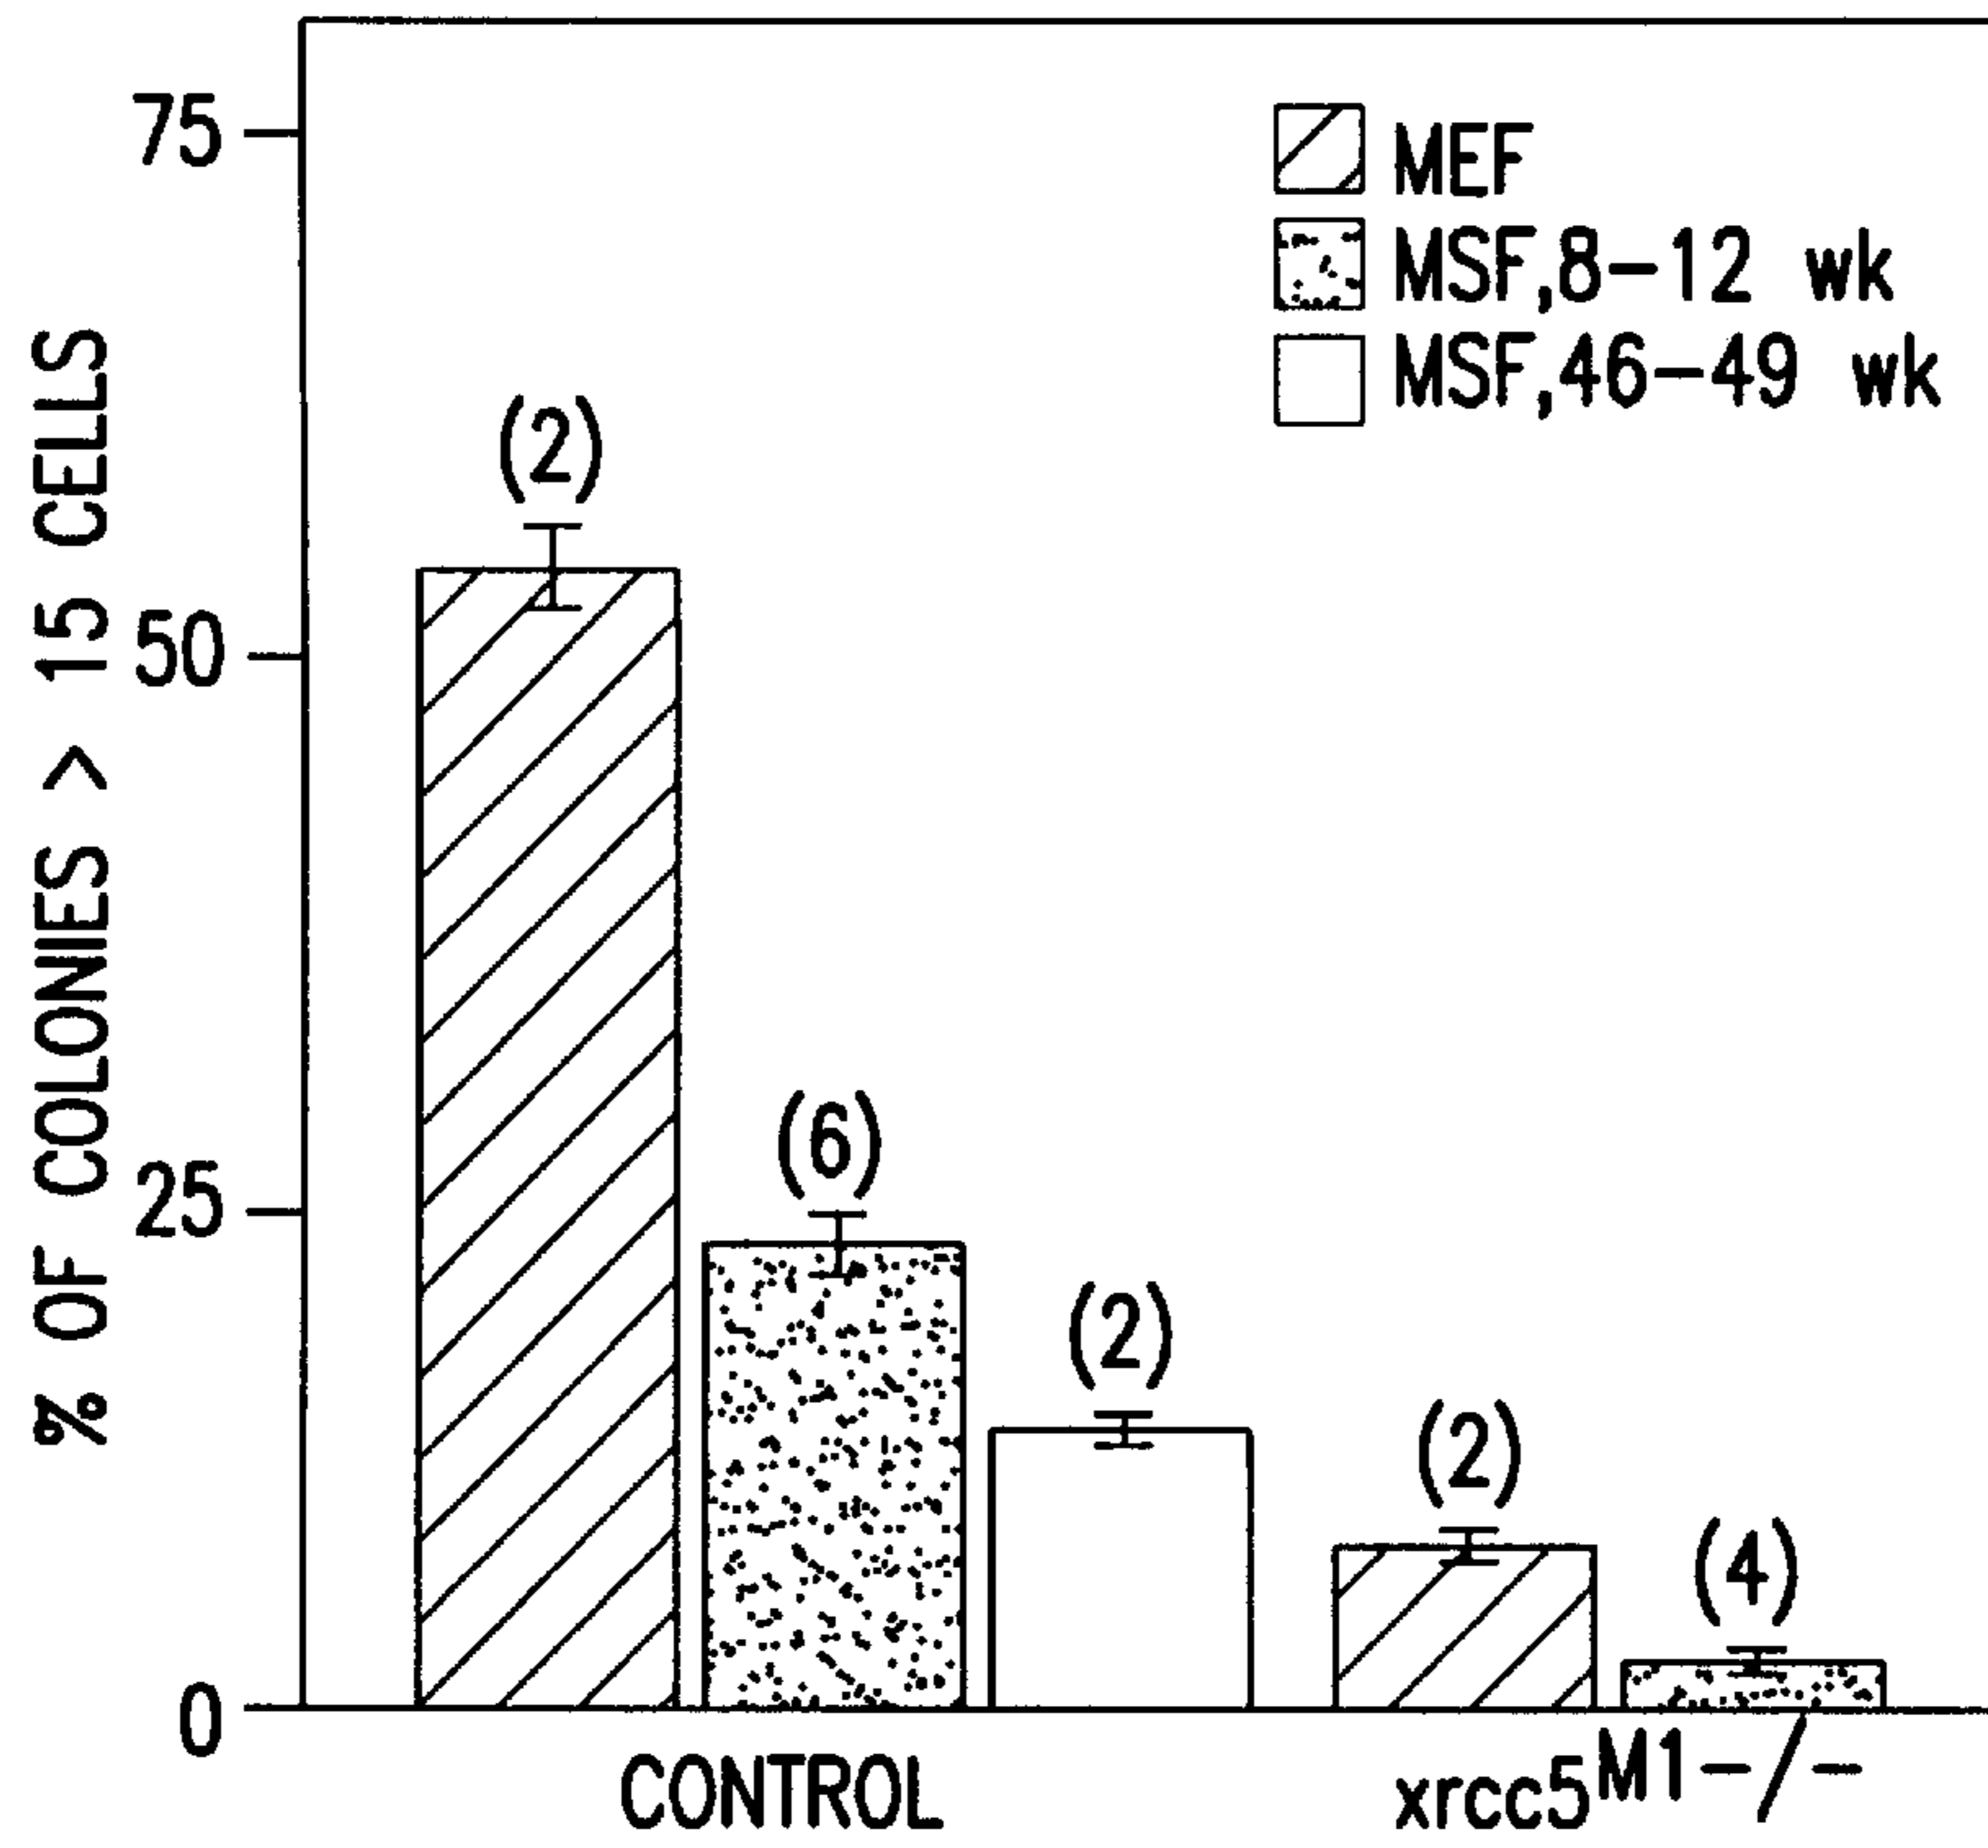 % OF COLONIES > 15 CELLS
75
50
25
0
MEF
MSF,8-12 wk
MSF,46-49 wk
(2)
(6)
(2)
(2)
(4)
CONTROL
xrcc5M1-/-